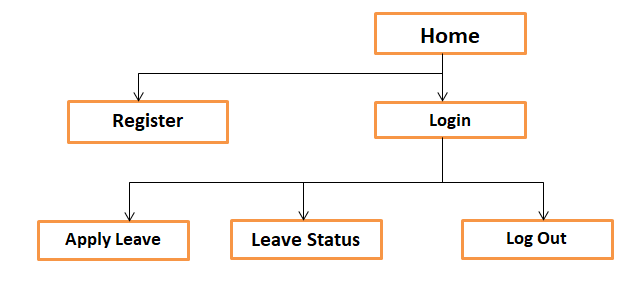 Home
Register
Login
Apply Leave
Leave Status
Log Out